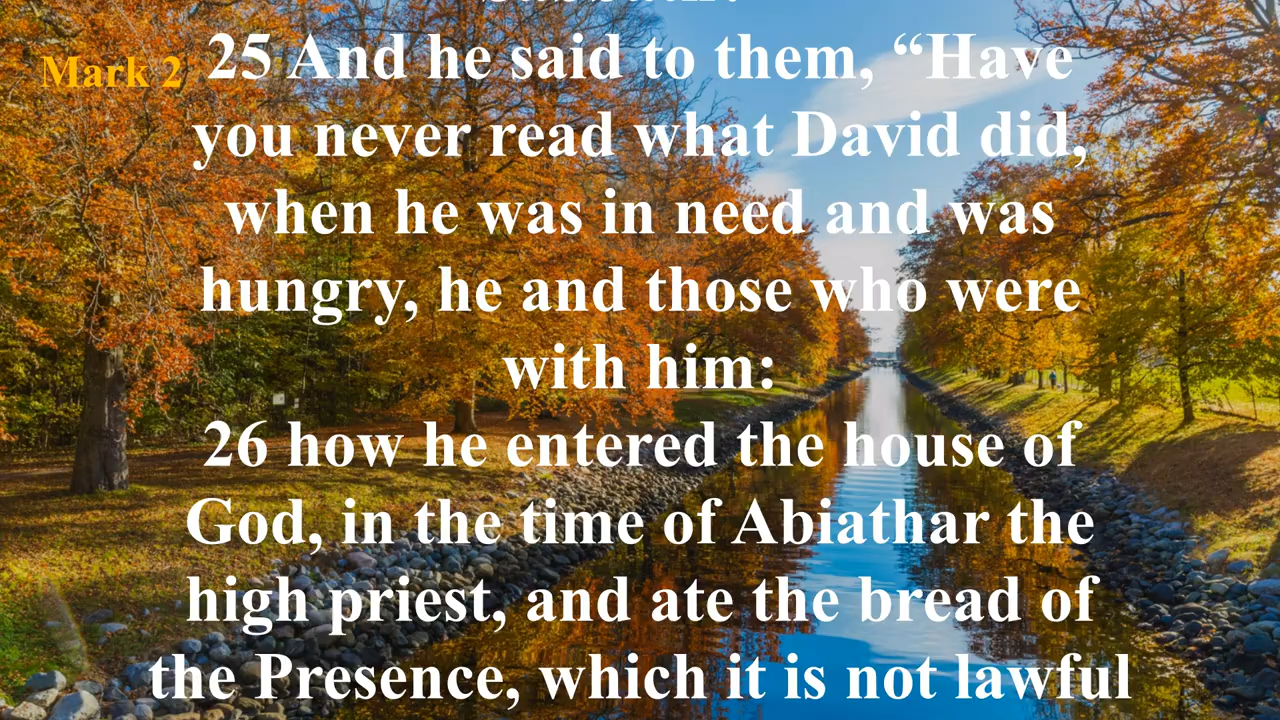 Mark 2
25 And he said to them, “Have
you never read what David did,
when he was in need and was
hungry, he and those who were
with him:
26 how he entered the house of
God, in the time of Abiathar the
high priest, and ate the bread of
the Presence, which it is not lawful